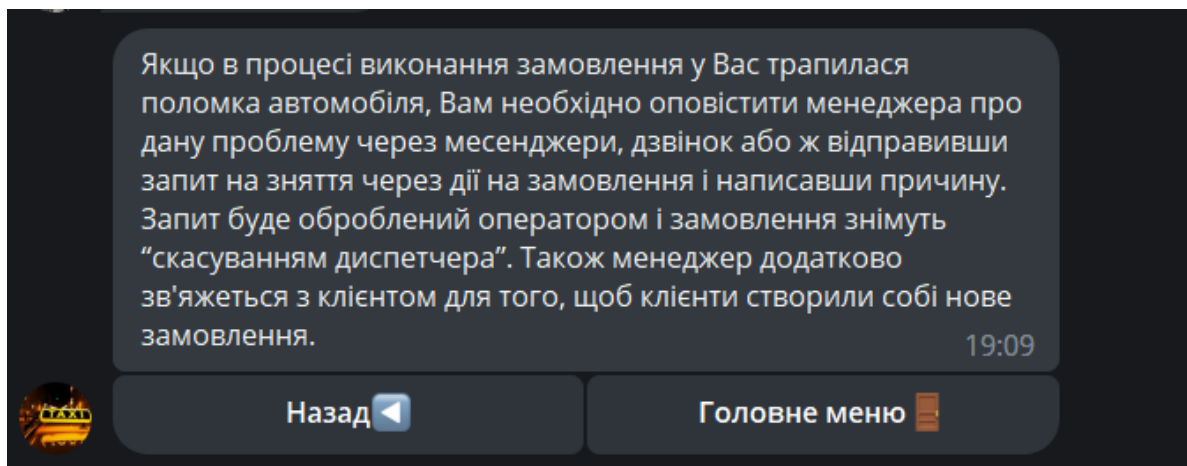 Якщо в процесі виконання замовлення у Вас трапилася
поломка автомобіля, Вам необхідно оповістити менеджера про
дану проблему через месенджери, дзвінок або ж відправивши
запит на зняття через дії на замовлення і написавши причину.
Запит буде оброблений оператором і замовлення знімуть
“скасуванням диспетчера”. Також менеджер додатково
зв'яжеться з клієнтом для того, щоб клієнти створили собі нове
замовлення.
19:09
Назад◀️
Головне меню🚪
TAXI